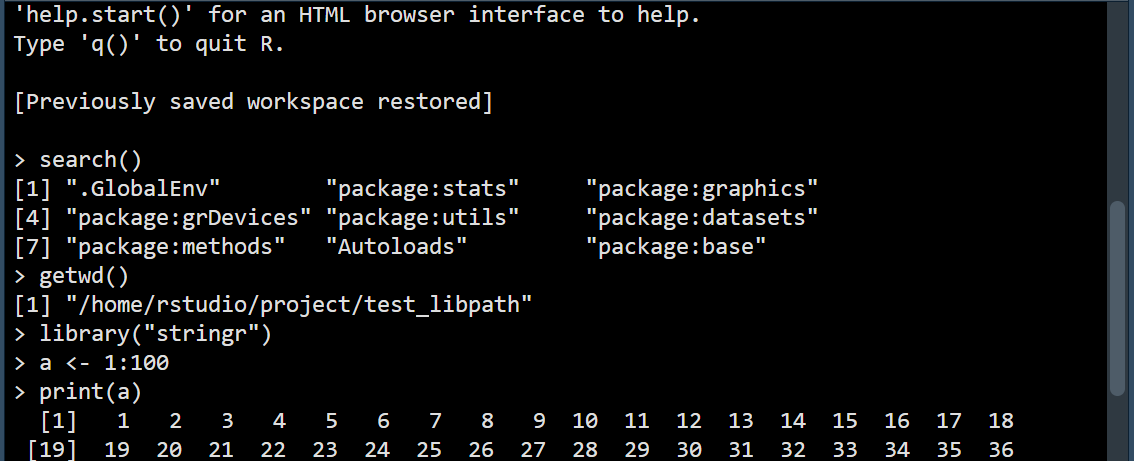 'help.start()' for an HTML browser interface to help.
Type 'q()' to quit R.
[Previously saved workspace restored]
> search()
[1] ".GlobalEnv"        "package:stats"     "package:graphics"
[4] "package:grDevices" "package:utils"     "package:datasets"
[7] "package:methods"   "Autoloads"         "package:base"
> getwd()
[1] "/home/rstudio/project/test_libpath"
> library("stringr")
> a <- 1:100
> print(a)
  [1]   1   2   3   4   5   6   7   8   9  10  11  12  13  14  15  16  17  18
 [19]  19  20  21  22  23  24  25  26  27  28  29  30  31  32  33  34  35  36